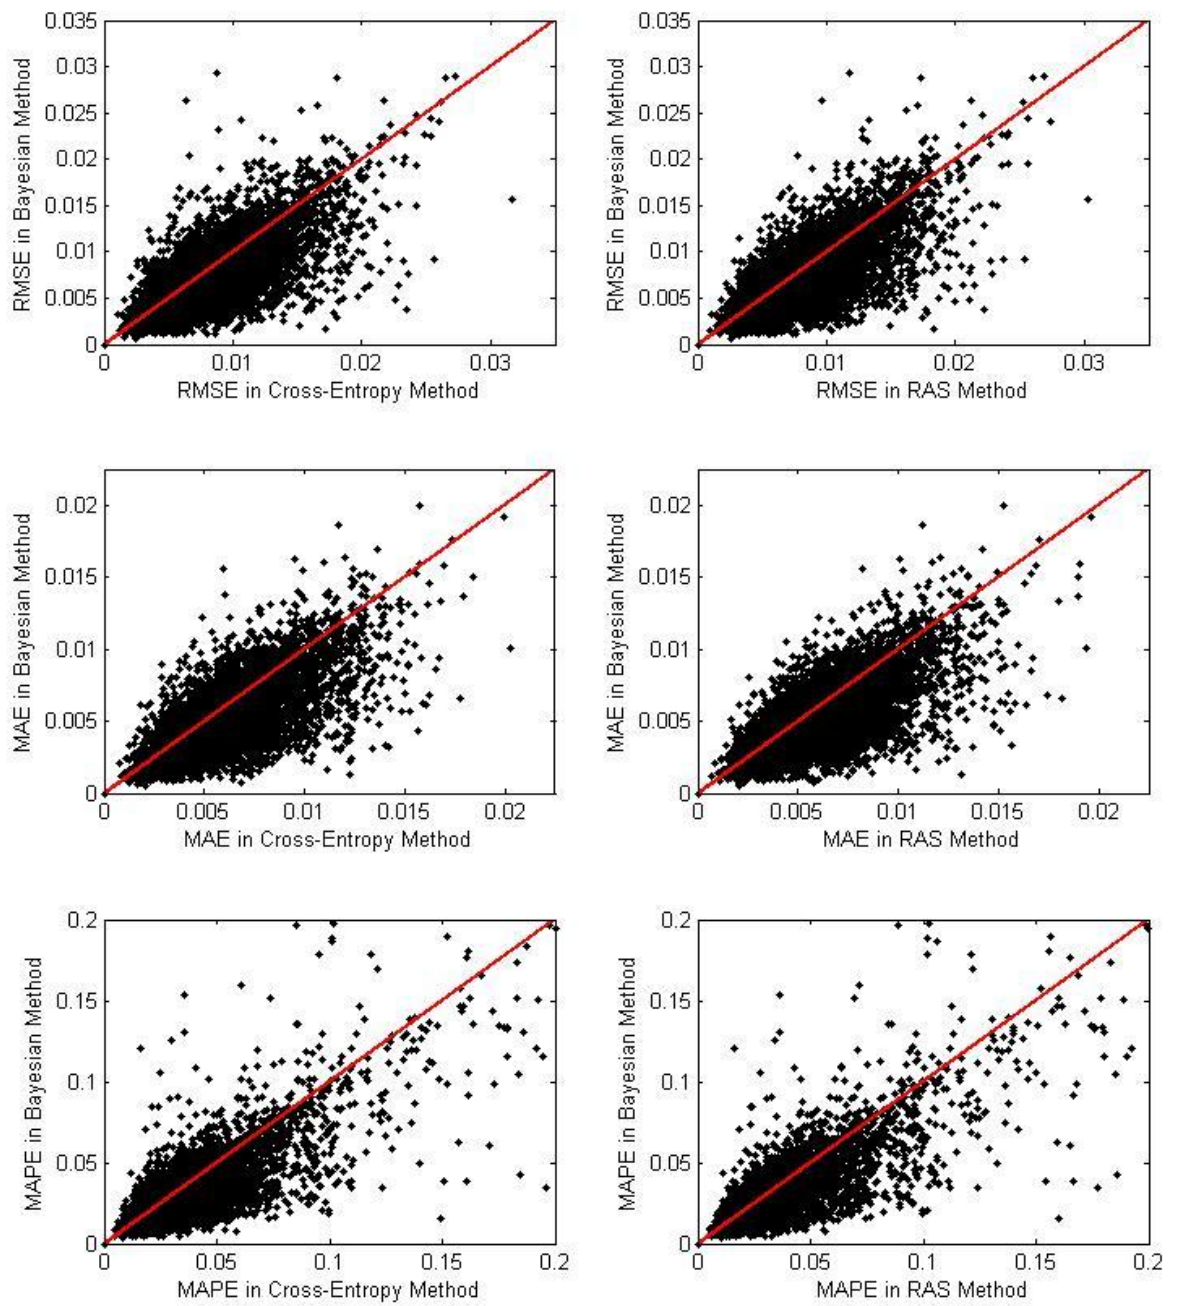 0.035
0.03
0.025
0.02
0.015
0.01
0.005
0
RMSE in Bayesian Method
0 0.01 0.02 0.03
RMSE in Cross-Entropy Method
0.035
0.03
0.025
0.02
0.015
0.01
0.005
0
RMSE in Bayesian Method
0 0.01 0.02 0.03
RMSE in RAS Method
0.02
0.015
0.01
0.005
0
MAE in Bayesian Method
0 0.005 0.01 0.015 0.02
MAE in Cross-Entropy Method
0.02
0.015
0.01
0.005
0
MAE in Bayesian Method
0 0.005 0.01 0.015 0.02
MAE in RAS Method
0.2
0.15
0.1
0.05
0
MAPE in Bayesian Method
0 0.05 0.1 0.15 0.2
MAPE in Cross-Entropy Method
0.2
0.15
0.1
0.05
0
MAPE in Bayesian Method
0 0.05 0.1 0.15 0.2
MAPE in RAS Method